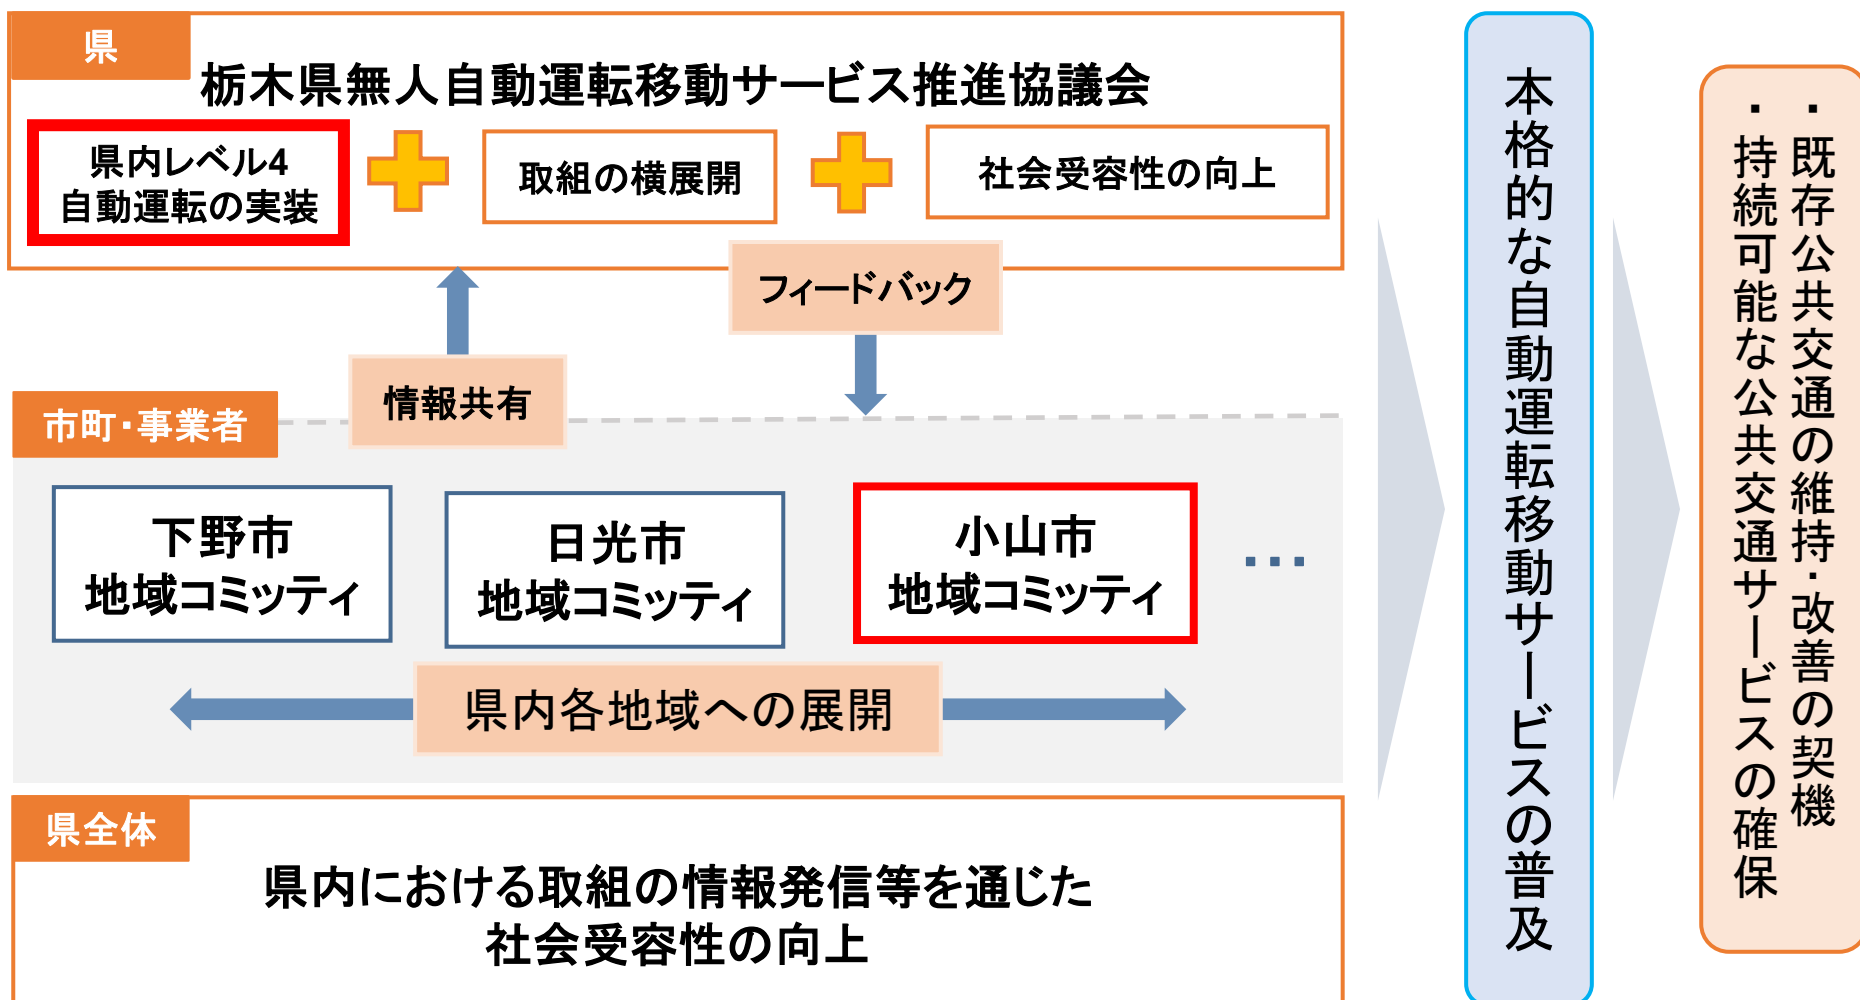 県
栃木県無人自動運転移動サービス推進協議会
県内レベル4
自動運転の実装
取組の横展開
社会受容性の向上
フィードバック
情報共有
市町・事業者
下野市
地域コミッティ
日光市
地域コミッティ
小山市
地域コミッティ
…
県内各地域への展開
県全体
県内における取組の情報発信等を通じた
社会受容性の向上
本格的な自動運転移動サービスの普及
・既存公共交通の維持・改善の契機
・持続可能な公共交通サービスの確保